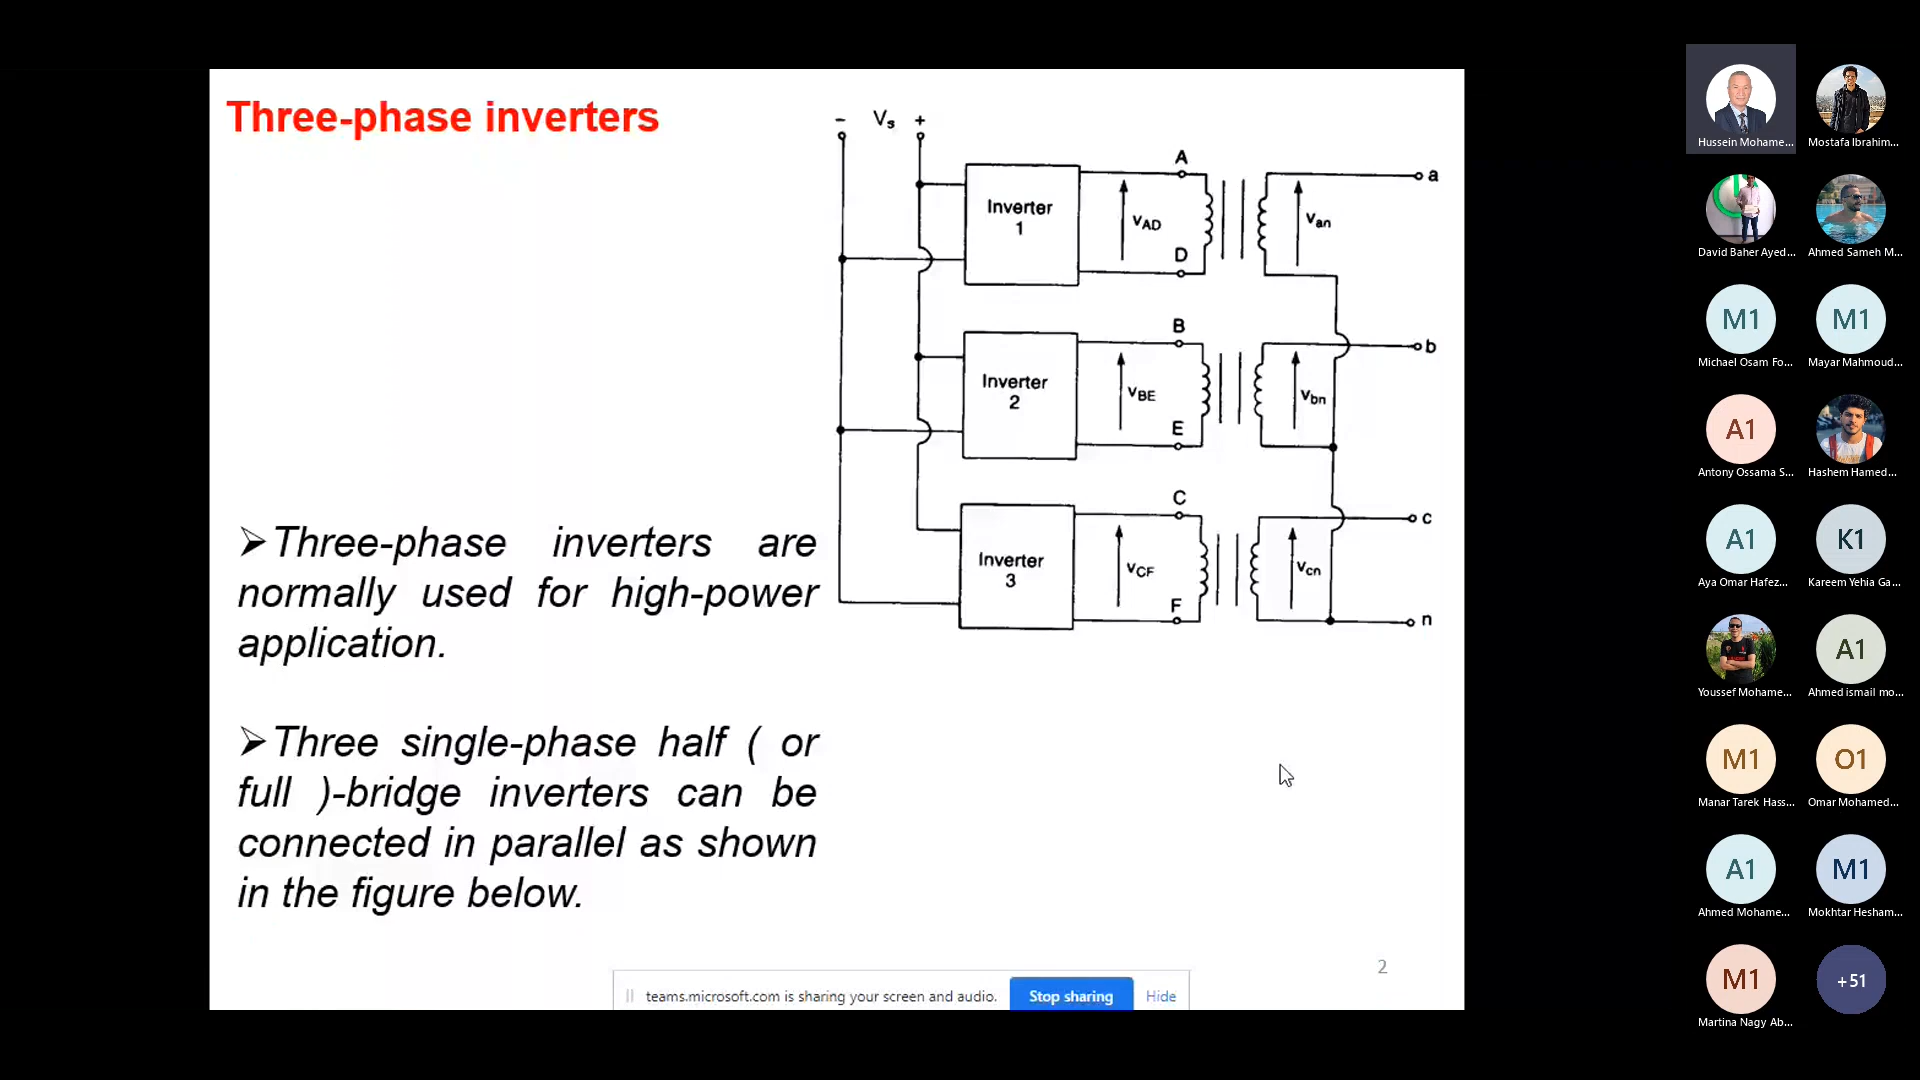 Three-phase inverters
- Vs +
Inverter
1
A
vAD
D
van
a
Inverter
2
B
vBE
E
vbn
b
Inverter
3
C
vCF
F
vcn
c
n
➢Three-phase inverters are
normally used for high-power
application.
➢Three single-phase half ( or
full )-bridge inverters can be
connected in parallel as shown
in the figure below.
2
teams.microsoft.com is sharing your screen and audio. Stop sharing Hide
Hussein Mohame... Mostafa Ibrahim...
David Baher Ayed... Ahmed Sameh M...
M1 M1
Michael Osam Fo... Mayar Mahmoud...
A1
Antony Ossama S... Hashem Hamed...
A1 K1
Aya Omar Hafez... Kareem Yehia Ga...
A1
Youssef Mohame... Ahmed ismail mo...
M1 O1
Manar Tarek Hass... Omar Mohamed...
A1 M1
Ahmed Mohame... Mokhtar Hesham...
M1 +51
Martina Nagy Ab...